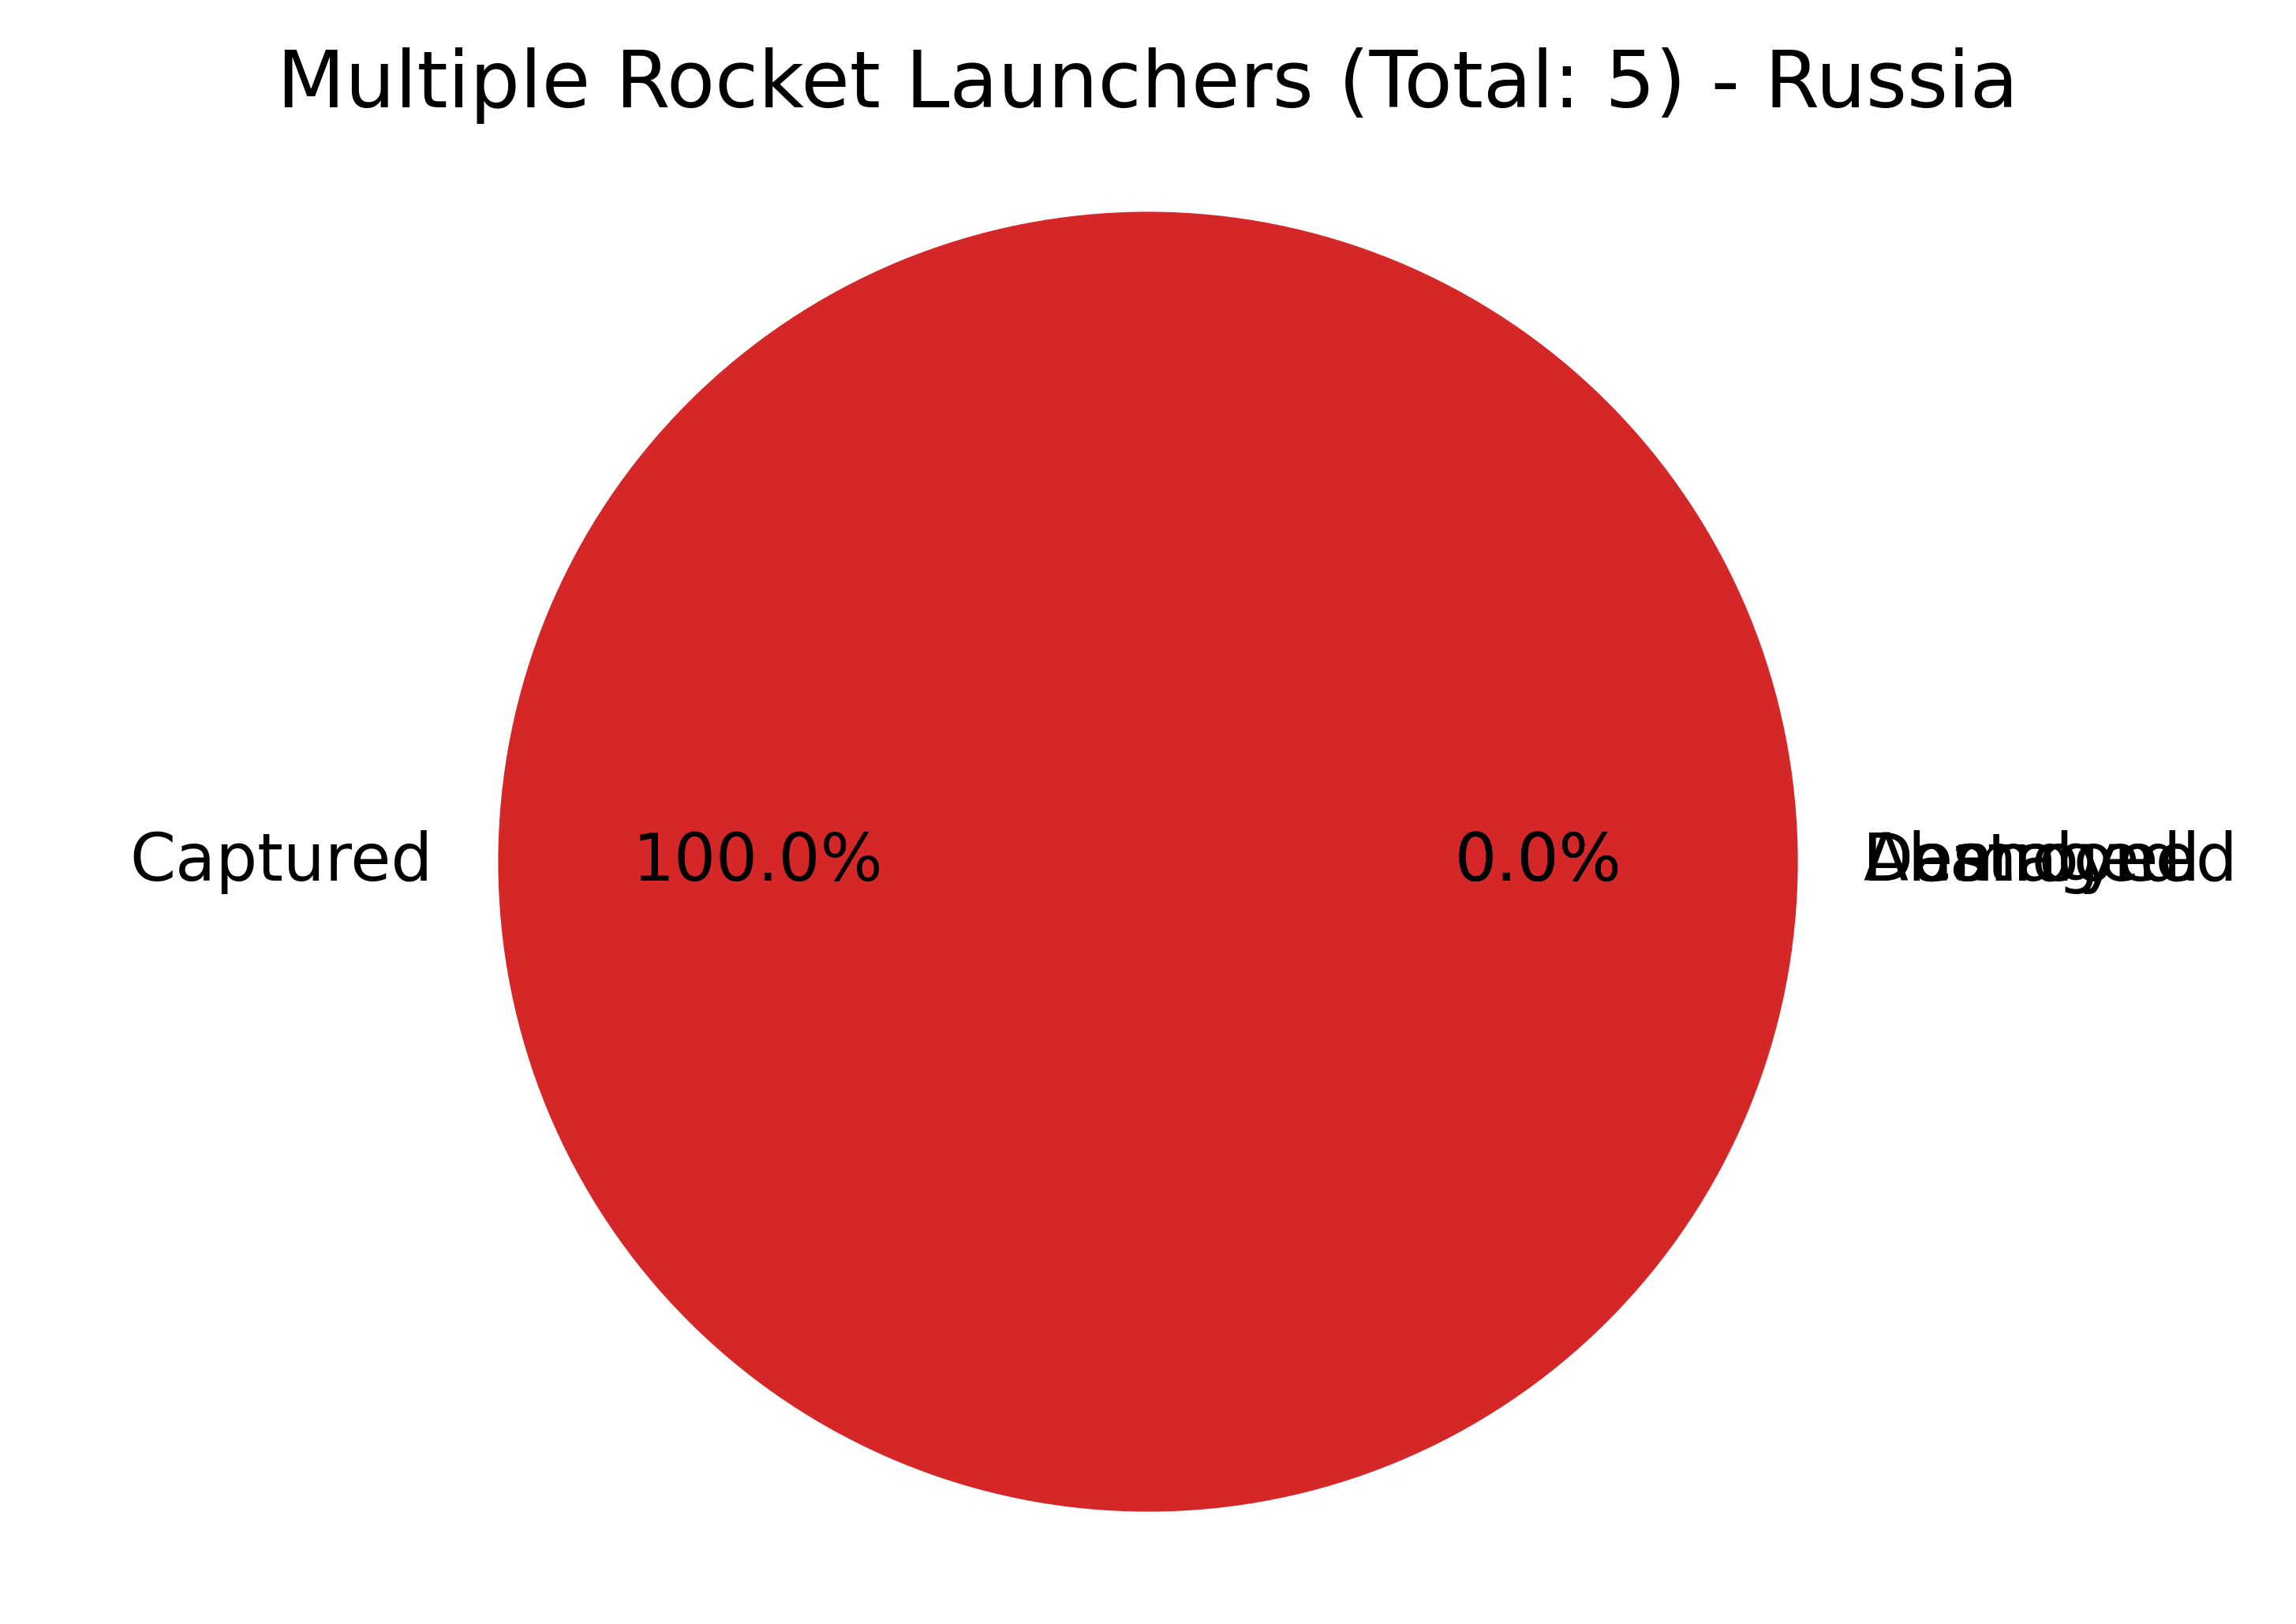 Multiple Rocket Launchers (Total: 5) - Russia
Captured 100.0% 0.0%